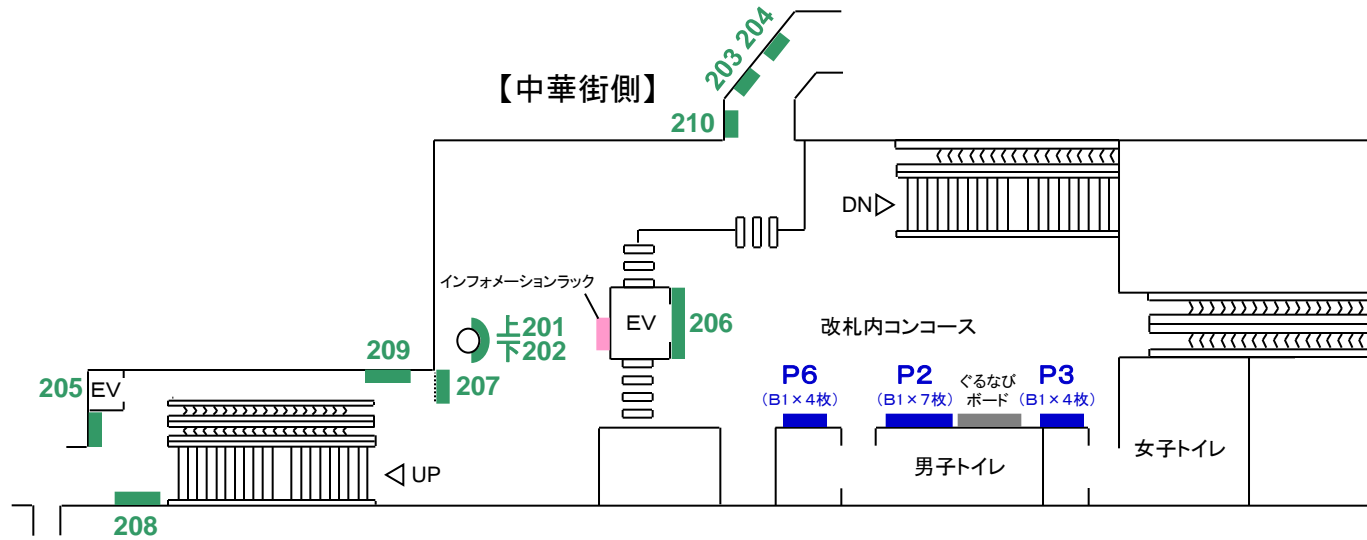 203 204
【中華街側】
210
DN
インフォメーションラック
上201
下202
EV
206
改札内コンコース
209
205
EV
207
P6
(B1×4枚)
P2
(B1×7枚)
ぐるなび
ボード
P3
(B1×4枚)
女子トイレ
男子トイレ
UP
208